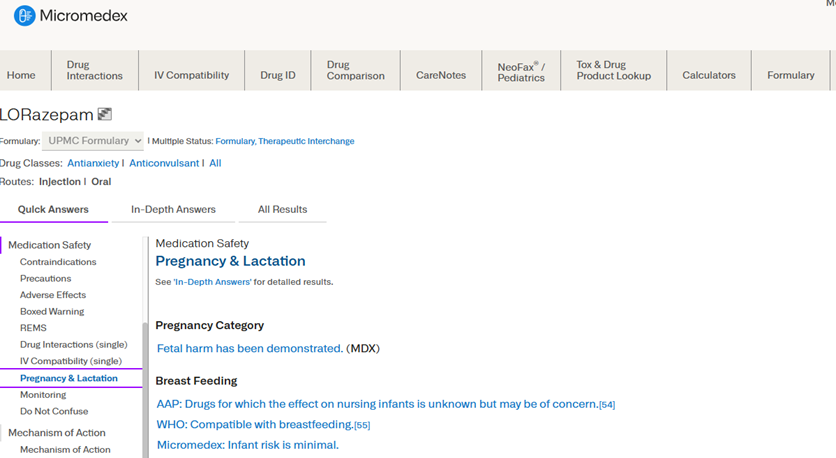 Micromedex
Home
Drug Interactions
IV Compatibility
Drug ID
Drug Comparison
CareNotes
NeoFax® / Pediatrics
Tox & Drug Product Lookup
Calculators
Formulary
LORazepam
Formulary: UPMC Formulary | Multiple Status: Formulary, Therapeutic Interchange
Drug Classes: Antianxiety | Anticonvulsant | All
Routes: Injection | Oral
Quick Answers
In-Depth Answers
All Results
Medication Safety
Contraindications
Precautions
Adverse Effects
Boxed Warning
REMS
Drug Interactions (single)
IV Compatibility (single)
Pregnancy & Lactation
Monitoring
Do Not Confuse
Mechanism of Action
Mechanism of Action
Medication Safety
Pregnancy & Lactation
See 'In-Depth Answers' for detailed results.
Pregnancy Category
Fetal harm has been demonstrated. (MDX)
Breast Feeding
AAP: Drugs for which the effect on nursing infants is unknown but may be of concern.[54]
WHO: Compatible with breastfeeding.[55]
Micromedex: Infant risk is minimal.